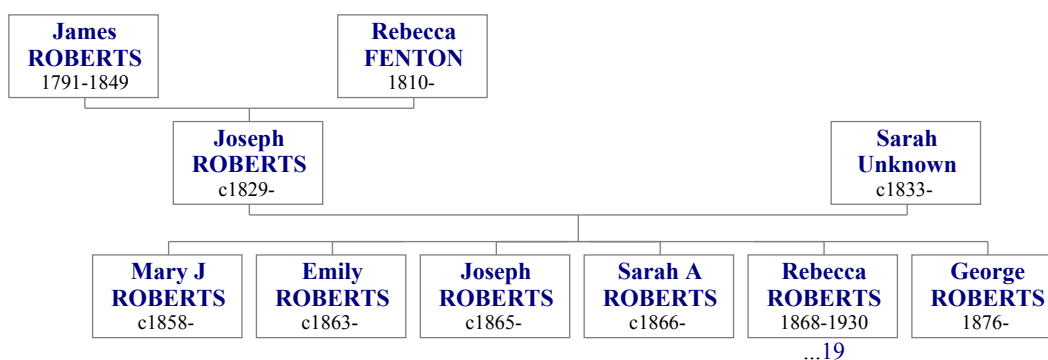 James
ROBERTS
1791-1849
Rebecca
FENTON
1810-
Joseph
ROBERTS
c1829-
Sarah
Unknown
c1833-
Mary J
ROBERTS
c1858-
Emily
ROBERTS
c1863-
Joseph
ROBERTS
c1865-
Sarah A
ROBERTS
c1866-
Rebecca
ROBERTS
1868-1930
...19
George
ROBERTS
1876-